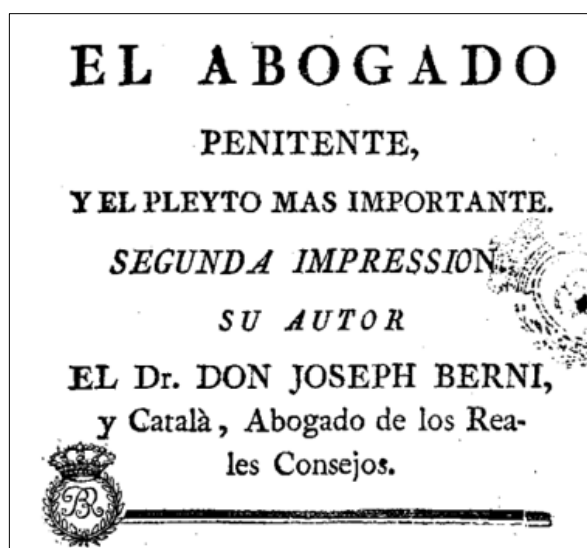 EL ABOGADO
PENITENTE,
Y EL PLEYTO MAS IMPORTANTE.
SEGUNDA IMPRESSION.
SU AUTOR
EL Dr. DON JOSEPH BERNI,
y Català, Abogado de los Rea-
les Consejos.
BR